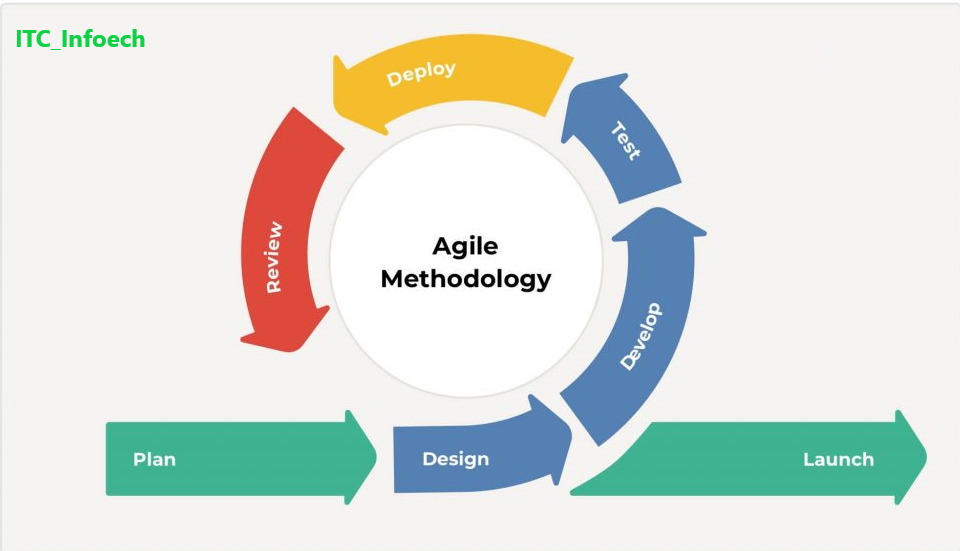 ITC_Infoech
Deploy
Test
Review
Agile
Methodology
Develop
Plan
Design
Launch